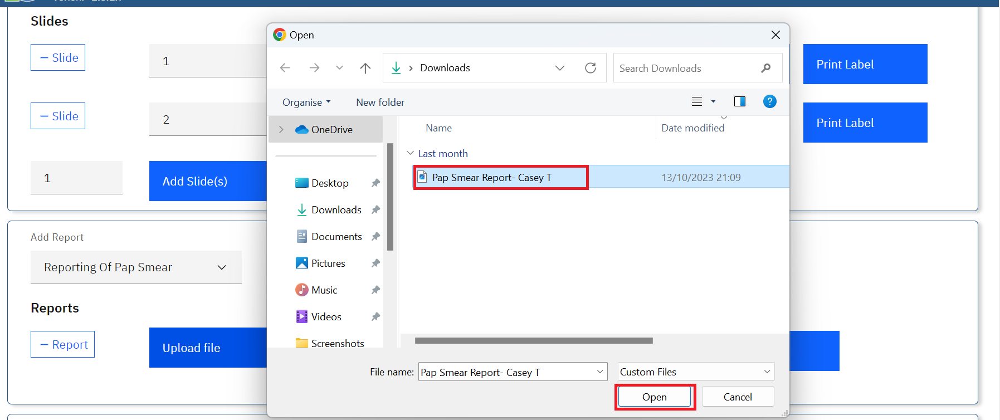 Slides
− Slide
1
Print Label
− Slide
2
Print Label
1
Add Slide(s)
Add Report
Reporting Of Pap Smear
Reports
− Report
Upload file
Open
Downloads
Search Downloads
Organise
New folder
?
OneDrive
Desktop
Downloads
Documents
Pictures
Music
Videos
Screenshots
Name
Date modified
Last month
Pap Smear Report- Casey T
13/10/2023 21:09
File name:
Pap Smear Report- Casey T
Custom Files
Open
Cancel